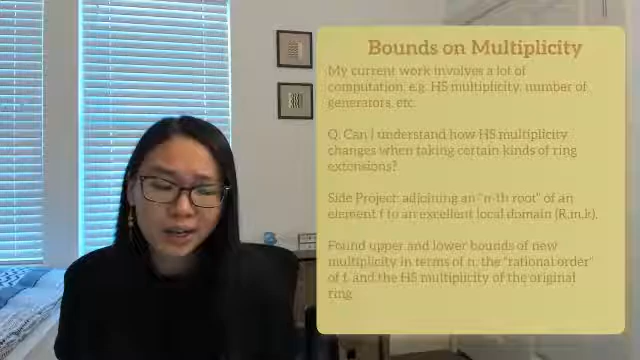 Bounds on Multiplicity
My current work involves a lot of
computation, e.g. HS multiplicity, number of
generators, etc.
Q. Can I understand how HS multiplicity
changes when taking certain kinds of ring
extensions?
Side Project: adjoining an "n-th root" of an
element f to an excellent local domain (R,m,k).
Found upper and lower bounds of new
multiplicity in terms of n, the "rational order"
of f, and the HS multiplicity of the original
ring